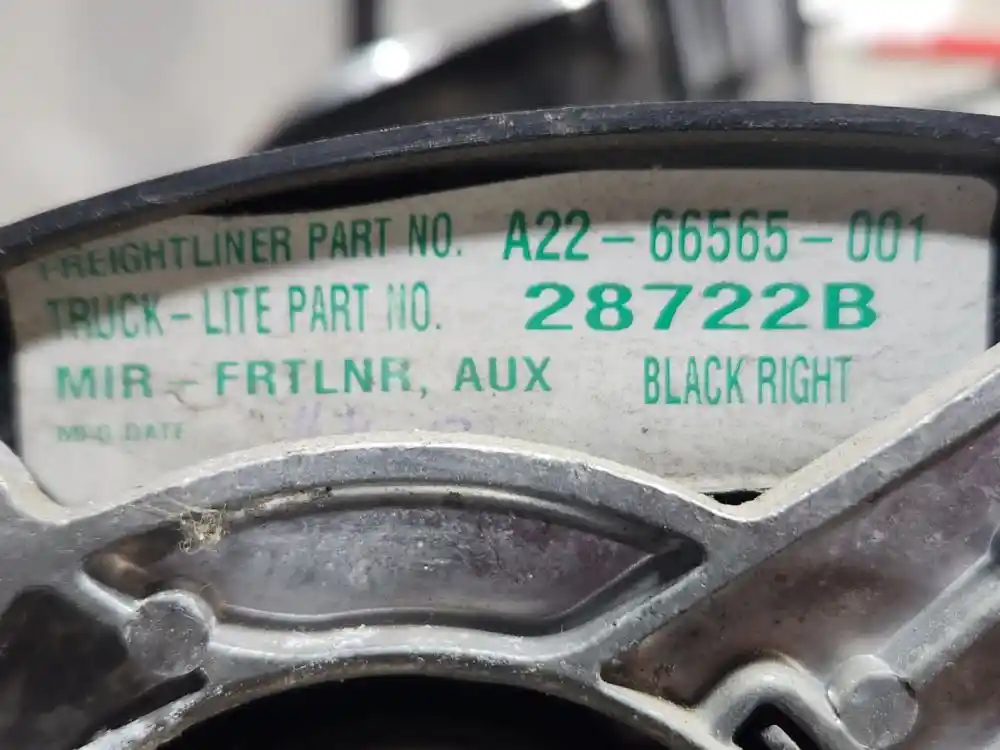 FREIGHTLINER PART NO. A22-66565-001
TRUCK-LITE PART NO. 28722B
MIR - FRTLNR, AUX BLACK RIGHT
MFG DATE